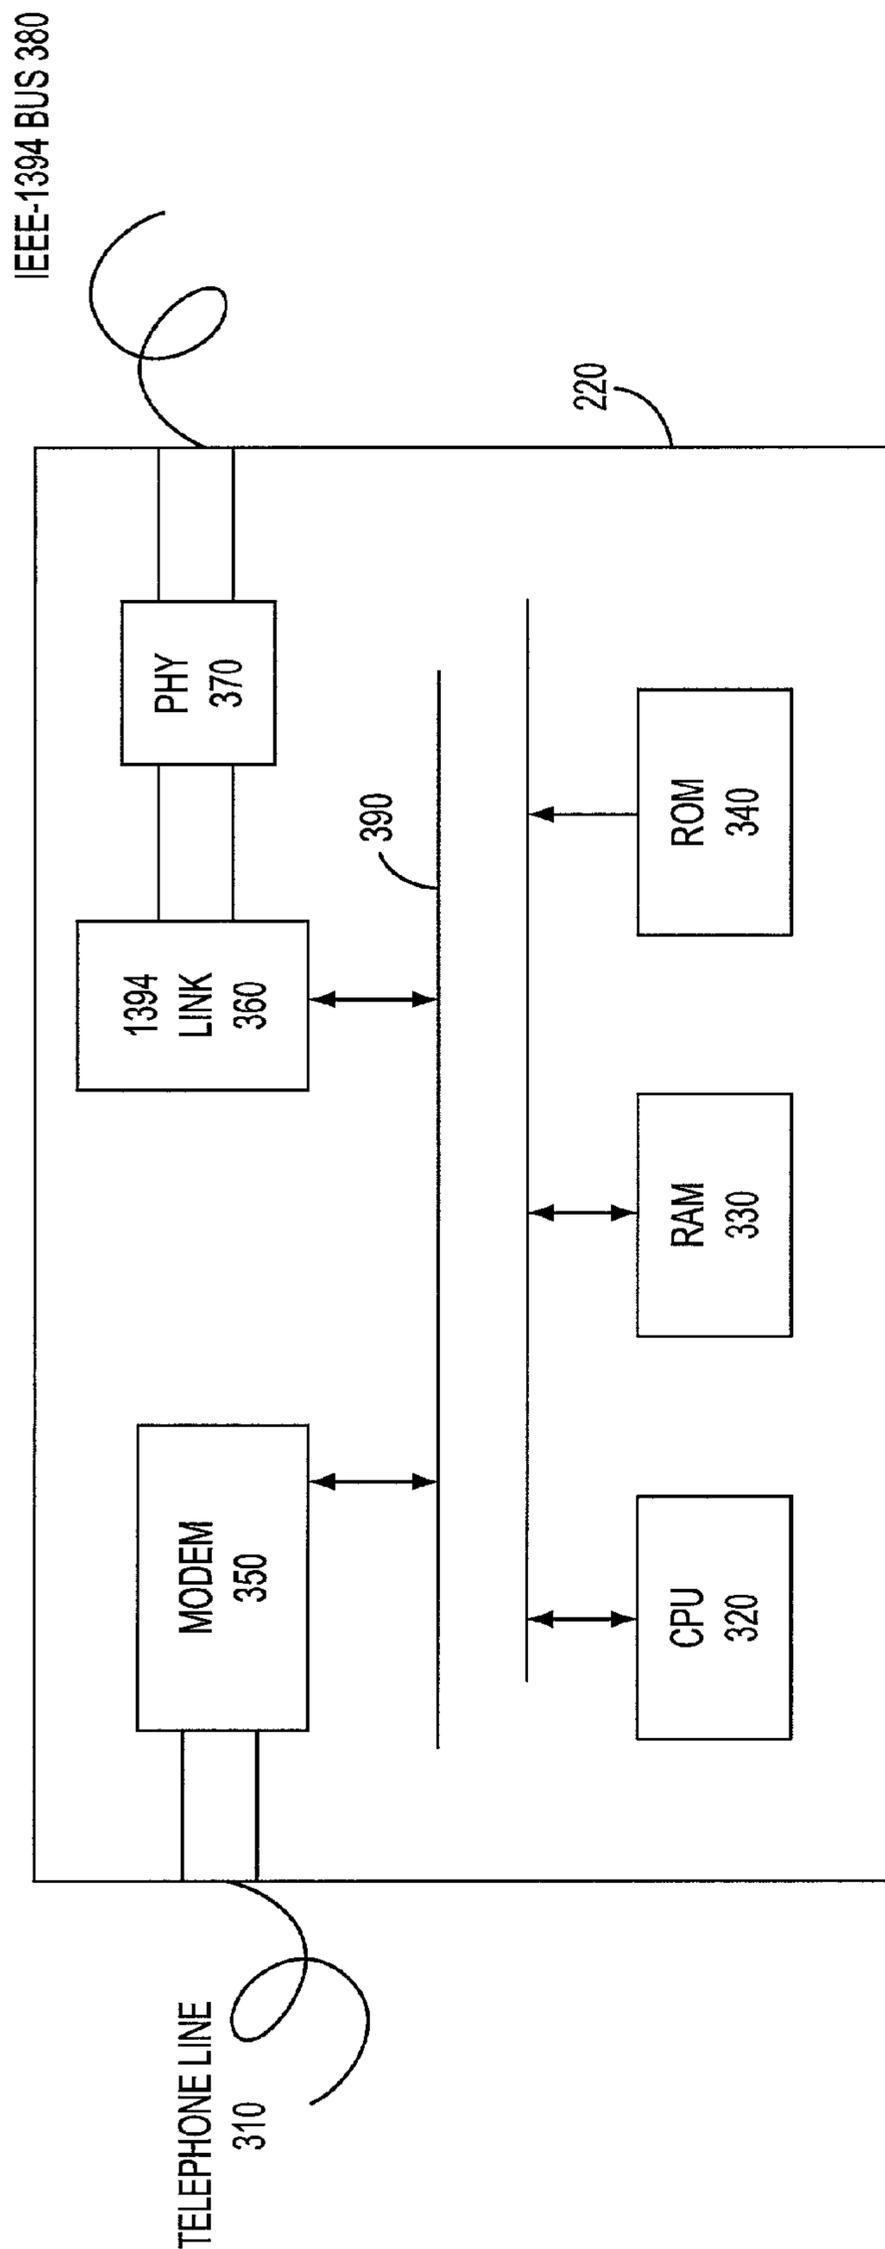 TELEPHONE LINE
310
MODEM
350
1394
LINK
360
PHY
370
IEEE-1394 BUS 380
390
220
CPU
320
RAM
330
ROM
340